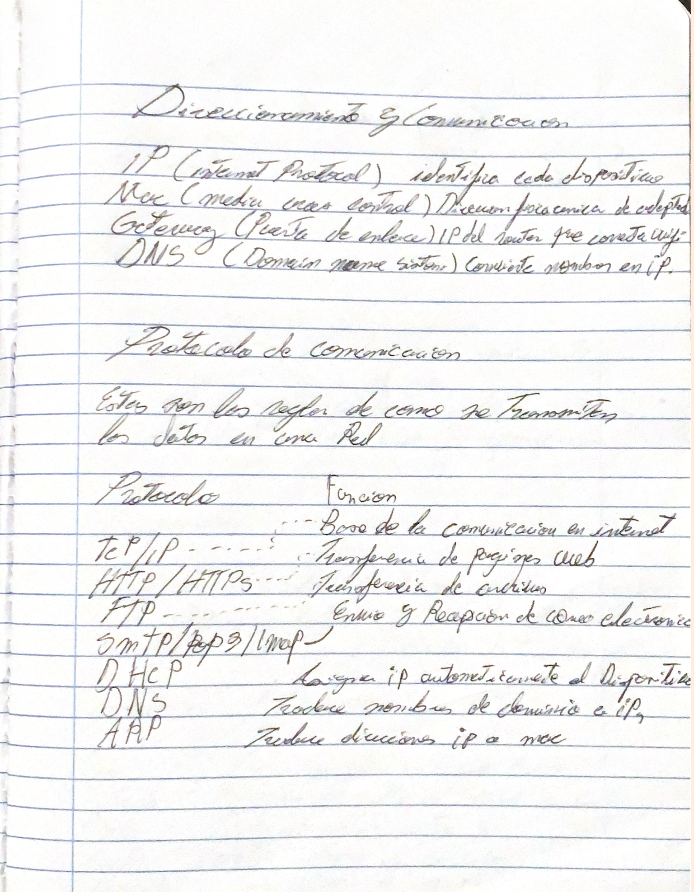 Direccionamiento y Comunicacion
IP (internet Protocol) identifica cada dispositivo
Mac (media acces control) Direccion fisica unica de adaptad
Gateway (Puerta de enlace) IP del router que conecta wifi
DNS (Domain name sistem) Convierte nombres en ip.
Protocolo de comunicacion
Estas son las reglas de como se Transmiten
los datos en una Red
Protocolo Funcion
Base de la comunicacion en internet
TCP/IP Transferencia de paginas web
HTTP/HTTPs Transferencia de archivos
FTP Envio y Recepción de correo electronico
SmtP/Pop3/Imap
DHCP Asigna ip automaticamente al Dispositivo
DNS Traduce nombres de dominio a iP,
ARP Traduce direcciones ip a mac